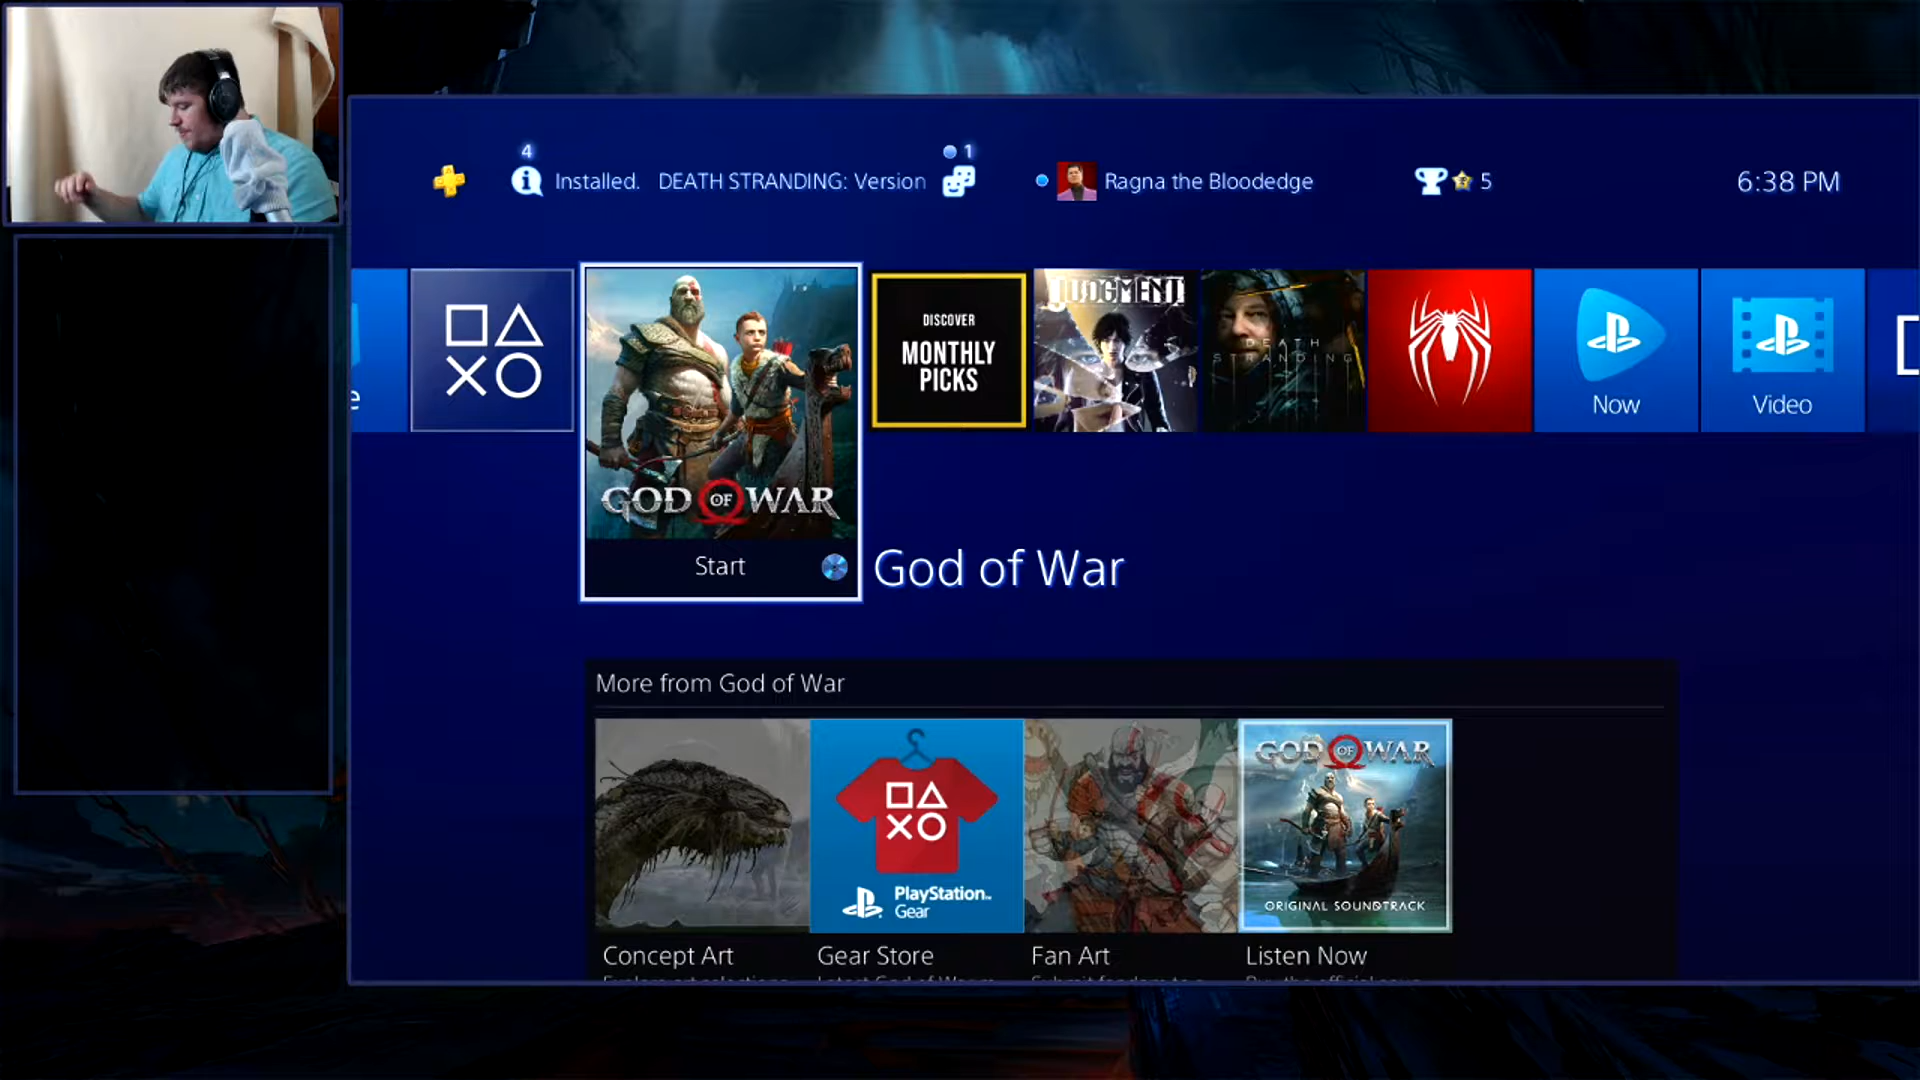 4
1
Installed. DEATH STRANDING: Version
Ragna the Bloodedge
5
6:38 PM
DISCOVER
MONTHLY
PICKS
JUDGMENT
DEATH
STRANDING
Now
Video
GOD OF WAR
Start
God of War
More from God of War
PlayStation™
Gear
GOD OF WAR
ORIGINAL SOUNDTRACK
Concept Art
Gear Store
Fan Art
Listen Now